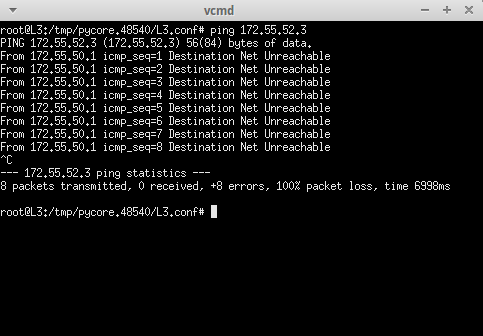 vcmd
root@L3:/tmp/pycore.48540/L3.conf# ping 172.55.52.3
PING 172.55.52.3 (172.55.52.3) 56(84) bytes of data.
From 172.55.50.1 icmp_seq=1 Destination Net Unreachable
From 172.55.50.1 icmp_seq=2 Destination Net Unreachable
From 172.55.50.1 icmp_seq=3 Destination Net Unreachable
From 172.55.50.1 icmp_seq=4 Destination Net Unreachable
From 172.55.50.1 icmp_seq=5 Destination Net Unreachable
From 172.55.50.1 icmp_seq=6 Destination Net Unreachable
From 172.55.50.1 icmp_seq=7 Destination Net Unreachable
From 172.55.50.1 icmp_seq=8 Destination Net Unreachable
^C
--- 172.55.52.3 ping statistics ---
8 packets transmitted, 0 received, +8 errors, 100% packet loss, time 6998ms
root@L3:/tmp/pycore.48540/L3.conf#